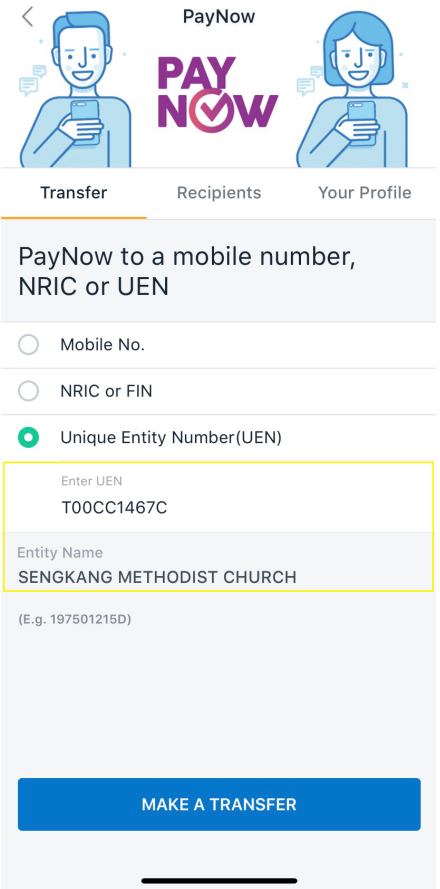 PayNow
PAY
NOW
Transfer Recipients Your Profile
PayNow to a mobile number,
NRIC or UEN
Mobile No.
NRIC or FIN
Unique Entity Number(UEN)
Enter UEN
T00CC1467C
Entity Name
SENGKANG METHODIST CHURCH
(E.g. 197501215D)
MAKE A TRANSFER